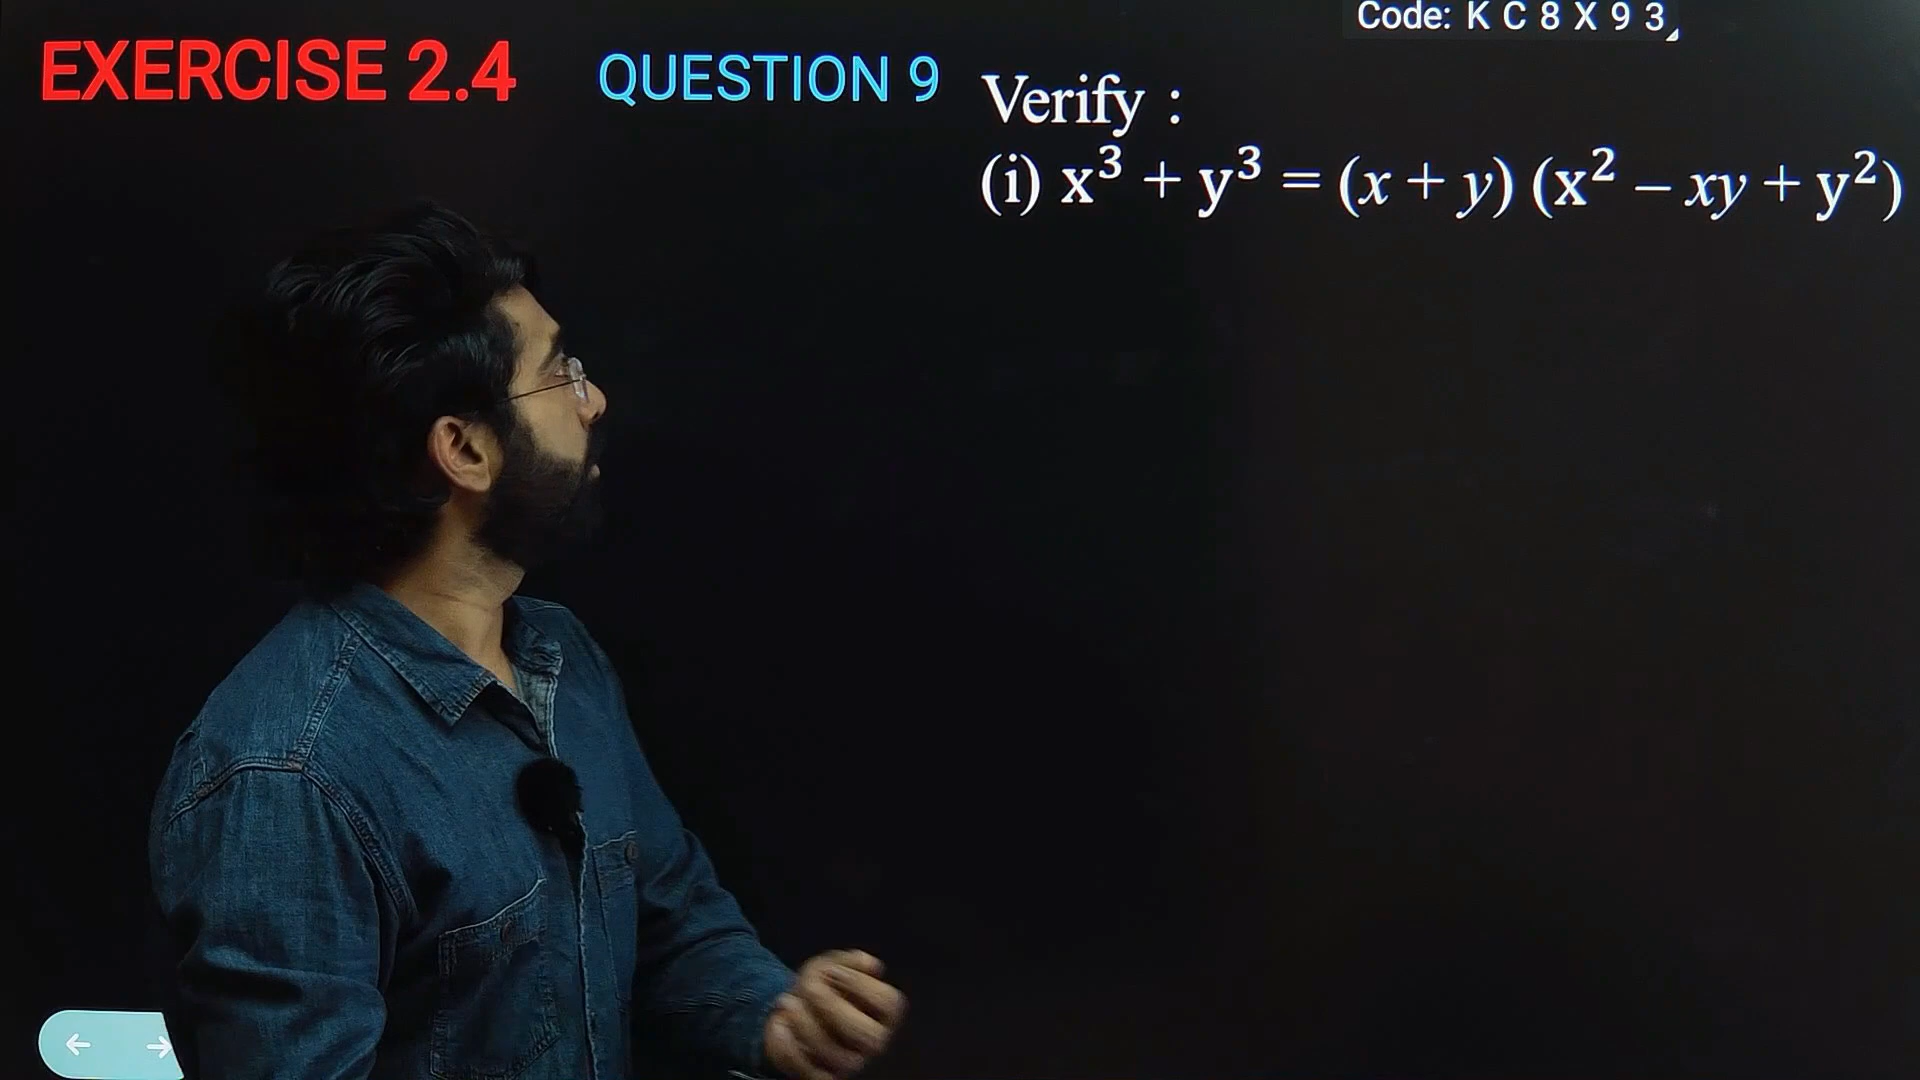 Code: K C 8 X 9 3
EXERCISE 2.4 QUESTION 9
Verify :
(i) x³ + y³ = (x + y) (x² – xy + y²)